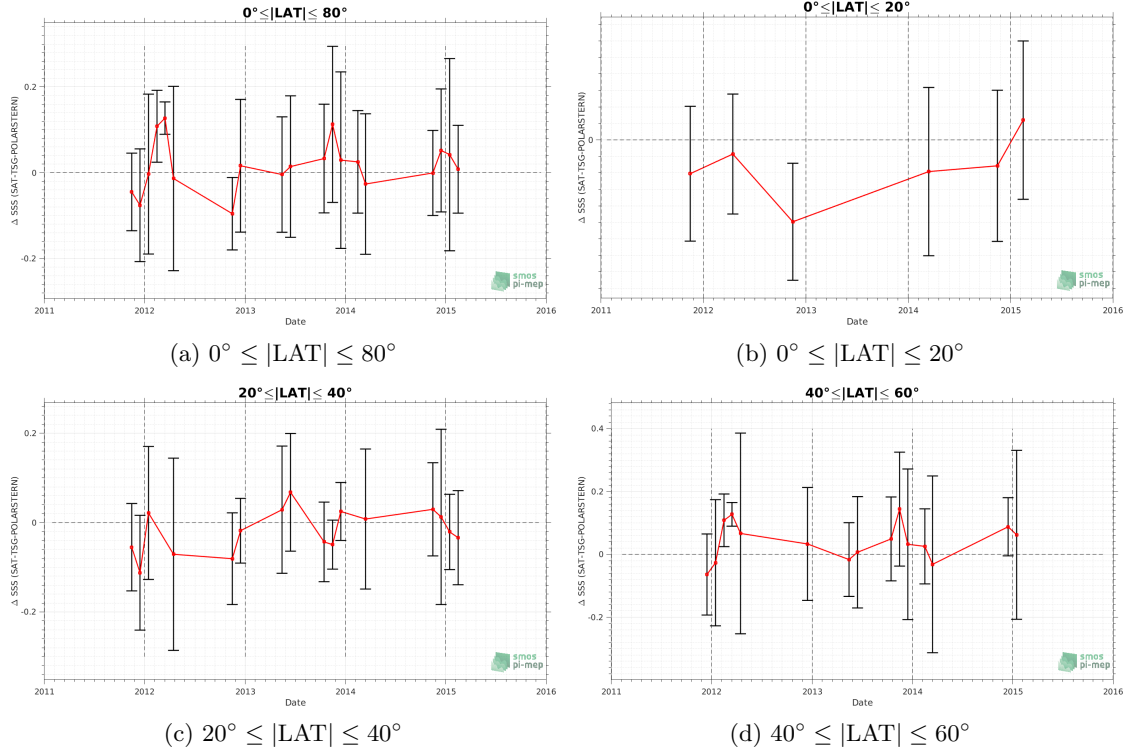 0°≤|LAT|≤ 80°
Δ SSS (SAT-TSG-POLARSTERN)
0.2
0
-0.2
2011 2012 2013 2014 2015 2016
Date
smos
pi-mep
(a) 0° ≤ |LAT| ≤ 80°
0°≤|LAT|≤ 20°
Δ SSS (SAT-TSG-POLARSTERN)
0
2011 2012 2013 2014 2015 2016
Date
smos
pi-mep
(b) 0° ≤ |LAT| ≤ 20°
20°≤|LAT|≤ 40°
Δ SSS (SAT-TSG-POLARSTERN)
0.2
0
-0.2
2011 2012 2013 2014 2015 2016
Date
smos
pi-mep
(c) 20° ≤ |LAT| ≤ 40°
40°≤|LAT|≤ 60°
Δ SSS (SAT-TSG-POLARSTERN)
0.4
0.2
0
-0.2
2011 2012 2013 2014 2015 2016
Date
smos
pi-mep
(d) 40° ≤ |LAT| ≤ 60°